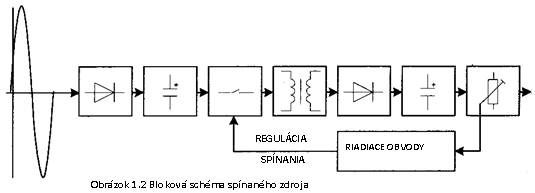 REGULÁCIA
SPÍNANIA
RIADIACE OBVODY
Obrázok 1.2 Bloková schéma spínaného zdroja